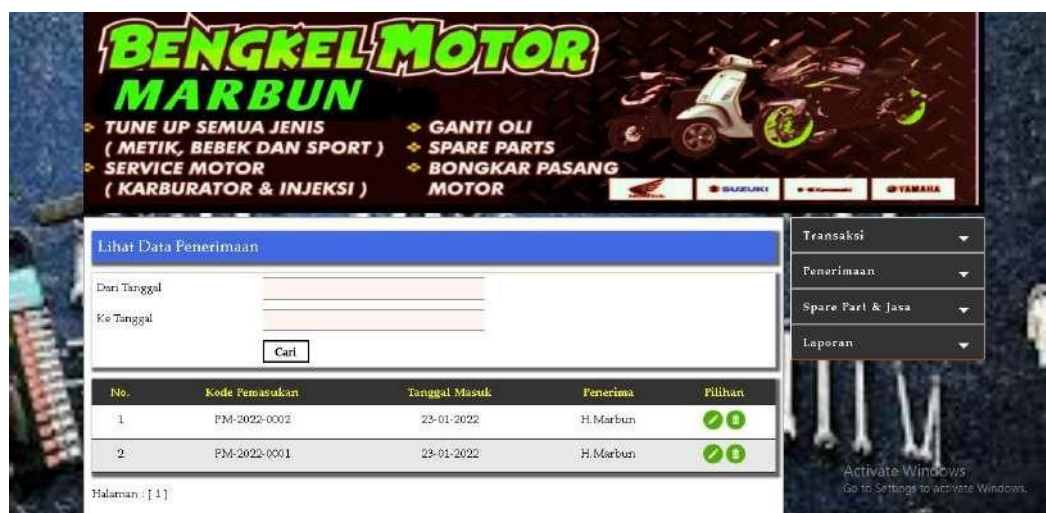 BENGKEL MOTOR
MARBUN
TUNE UP SEMUA JENIS
( METIK, BEBEK DAN SPORT )
SERVICE MOTOR
( KARBURATOR & INJEKSI )
GANTI OLI
SPARE PARTS
BONGKAR PASANG
MOTOR
HONDA SUZUKI Kawasaki YAMAHA
Lihat Data Penerimaan
Dari Tanggal
Ke Tanggal
Cari
No. Kode Pemasukan Tanggal Masuk Penerima Pilihan
1 PM-2022-0002 23-01-2022 H.Marbun
2 PM-2022-0001 23-01-2022 H.Marbun
Halaman : [ 1 ]
Transaksi
Penerimaan
Spare Part & Jasa
Laporan
Activate Windows
Go to Settings to activate Windows.